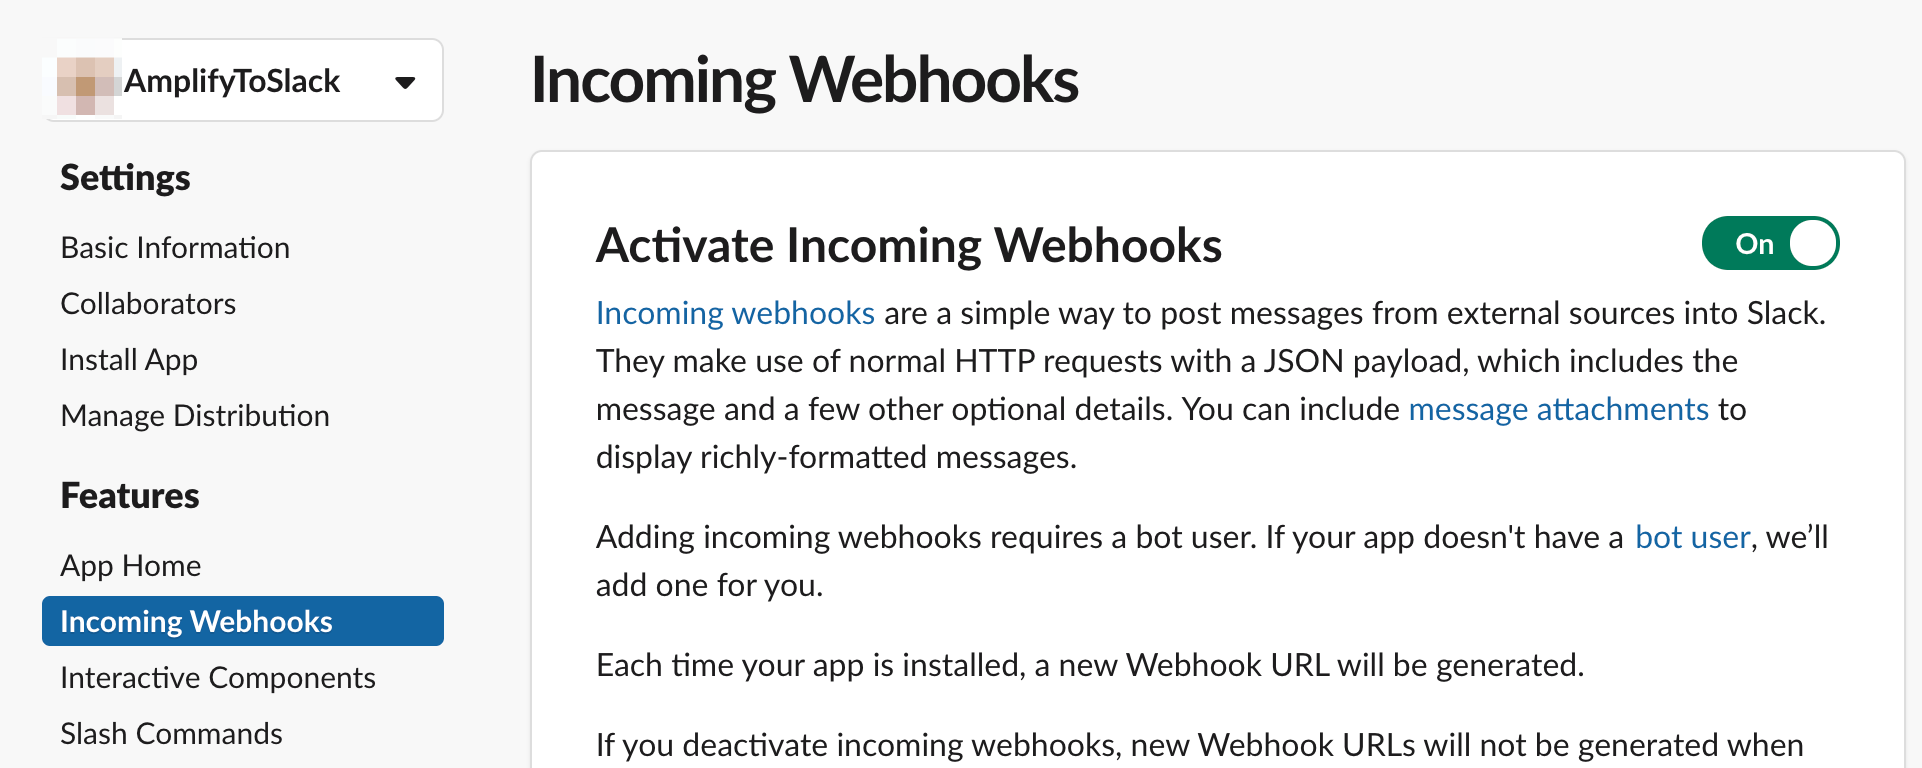 AmplifyToSlack
Settings
Basic Information
Collaborators
Install App
Manage Distribution
Features
App Home
Incoming Webhooks
Interactive Components
Slash Commands
Incoming Webhooks
Activate Incoming Webhooks
On
Incoming webhooks are a simple way to post messages from external sources into Slack.
They make use of normal HTTP requests with a JSON payload, which includes the
message and a few other optional details. You can include message attachments to
display richly-formatted messages.
Adding incoming webhooks requires a bot user. If your app doesn't have a bot user, we’ll
add one for you.
Each time your app is installed, a new Webhook URL will be generated.
If you deactivate incoming webhooks, new Webhook URLs will not be generated when